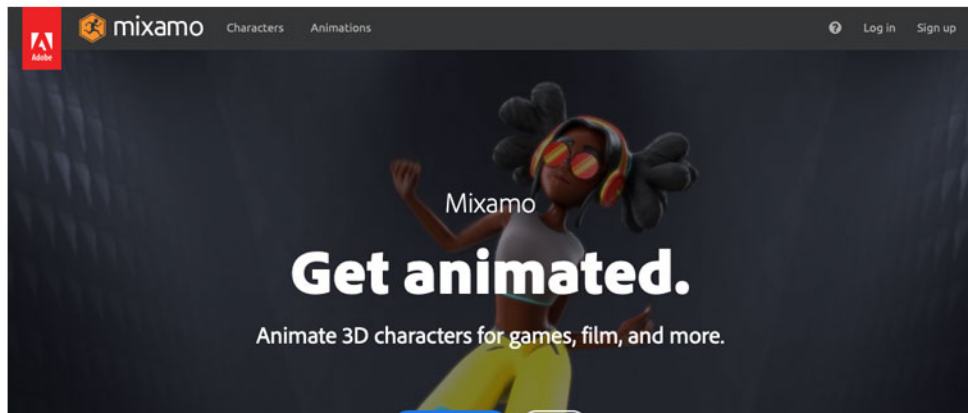 Adobe
mixamo
Characters
Animations
Log in
Sign up
Mixamo
Get animated.
Animate 3D characters for games, film, and more.